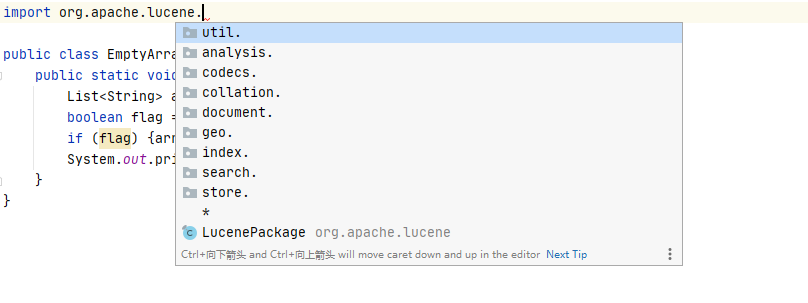 import org.apache.lucene.
util.
analysis.
codecs.
collation.
document.
geo.
index.
search.
store.
*
LucenePackage org.apache.lucene
Ctrl+向下箭头 and Ctrl+向上箭头 will move caret down and up in the editor Next Tip
public class EmptyArra
public static void
List<String> a
boolean flag =
if (flag) {arr
System.out.pri
}
}